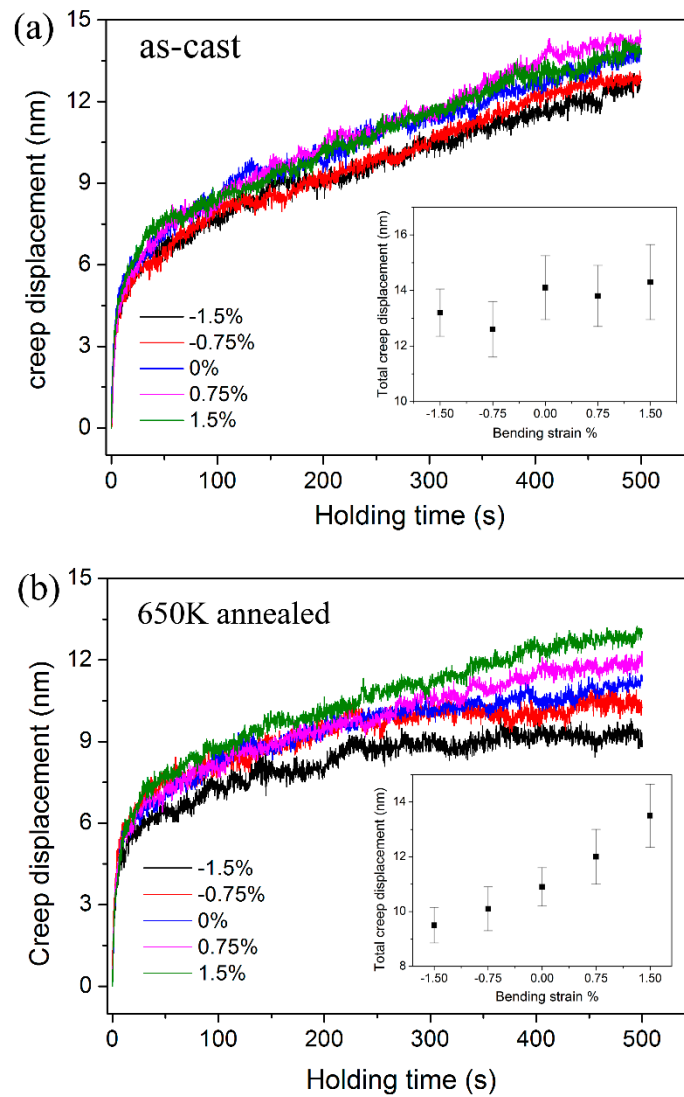 (a)
as-cast
creep displacement (nm)
15
12
9
6
3
0
-1.5%
-0.75%
0%
0.75%
1.5%
Total creep displacement (nm)
16
14
12
10
-1.50 -0.75 0.00 0.75 1.50
Bending strain %
0 100 200 300 400 500
Holding time (s)
(b)
650K annealed
Creep displacement (nm)
15
12
9
6
3
0
-1.5%
-0.75%
0%
0.75%
1.5%
Total creep displacement (nm)
14
12
10
8
-1.50 -0.75 0.00 0.75 1.50
Bending strain %
0 100 200 300 400 500
Holding time (s)